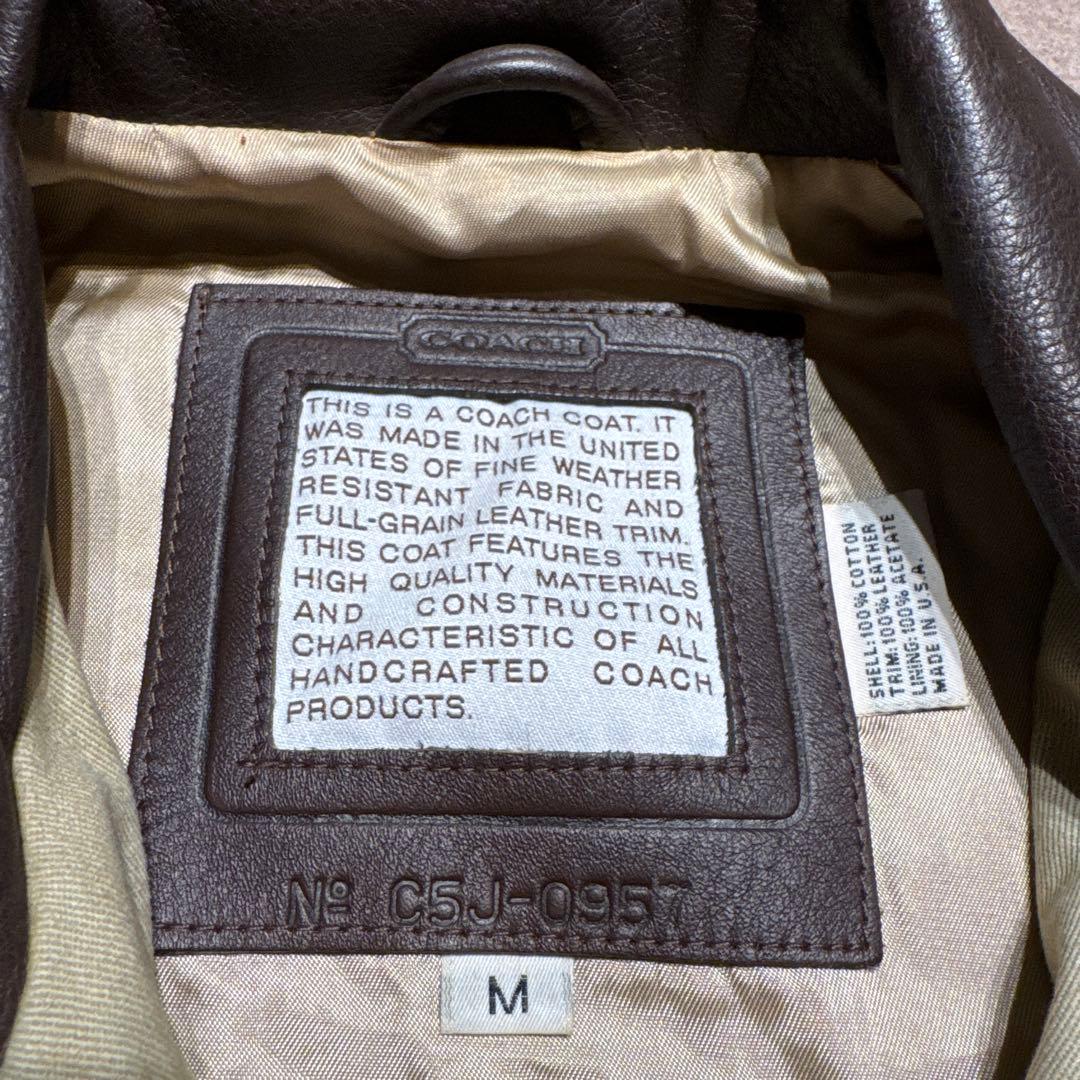 COACH
THIS IS A COACH COAT. IT
WAS MADE IN THE UNITED
STATES OF FINE WEATHER
RESISTANT FABRIC AND
FULL-GRAIN LEATHER TRIM.
THIS COAT FEATURES THE
HIGH QUALITY MATERIALS
AND CONSTRUCTION
CHARACTERISTIC OF ALL
HANDCRAFTED COACH
PRODUCTS.
Nº C5J-0957
M
SHELL:100% COTTON
TRIM:100% LEATHER
LINING:100% ACETATE
MADE IN U.S.A.